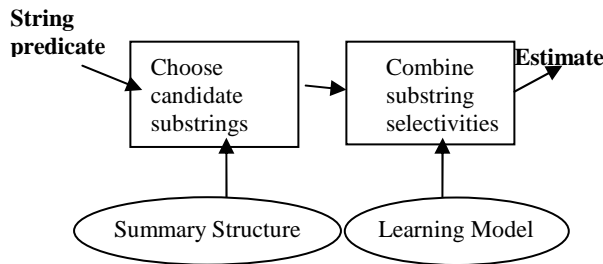 String
predicate
Choose
candidate
substrings
Combine
substring
selectivities
Estimate
Summary Structure
Learning Model